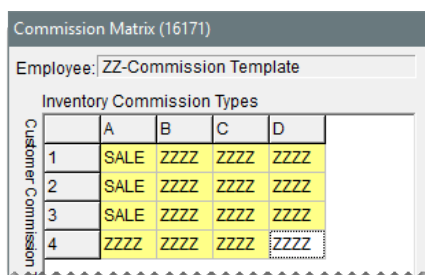 Commission Matrix (16171)
Employee: ZZ-Commission Template
Inventory Commission Types
Customer Commission
A B C D
1 SALE ZZZZ ZZZZ ZZZZ
2 SALE ZZZZ ZZZZ ZZZZ
3 SALE ZZZZ ZZZZ ZZZZ
4 ZZZZ ZZZZ ZZZZ ZZZZ